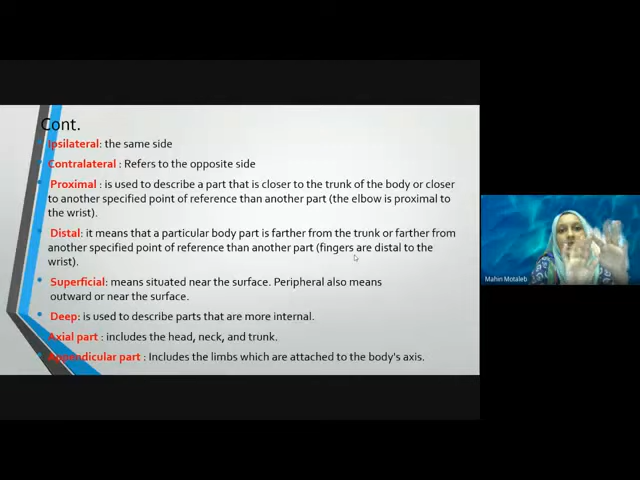 Cont.
Ipsilateral: the same side
Contralateral : Refers to the opposite side
Proximal : is used to describe a part that is closer to the trunk of the body or closer
to another specified point of reference than another part (the elbow is proximal to
the wrist).
Distal: it means that a particular body part is farther from the trunk or farther from
another specified point of reference than another part (fingers are distal to the
wrist).
Superficial: means situated near the surface. Peripheral also means
outward or near the surface.
Deep: is used to describe parts that are more internal.
Axial part : includes the head, neck, and trunk.
Appendicular part : Includes the limbs which are attached to the body's axis.
Mahin Motaleb